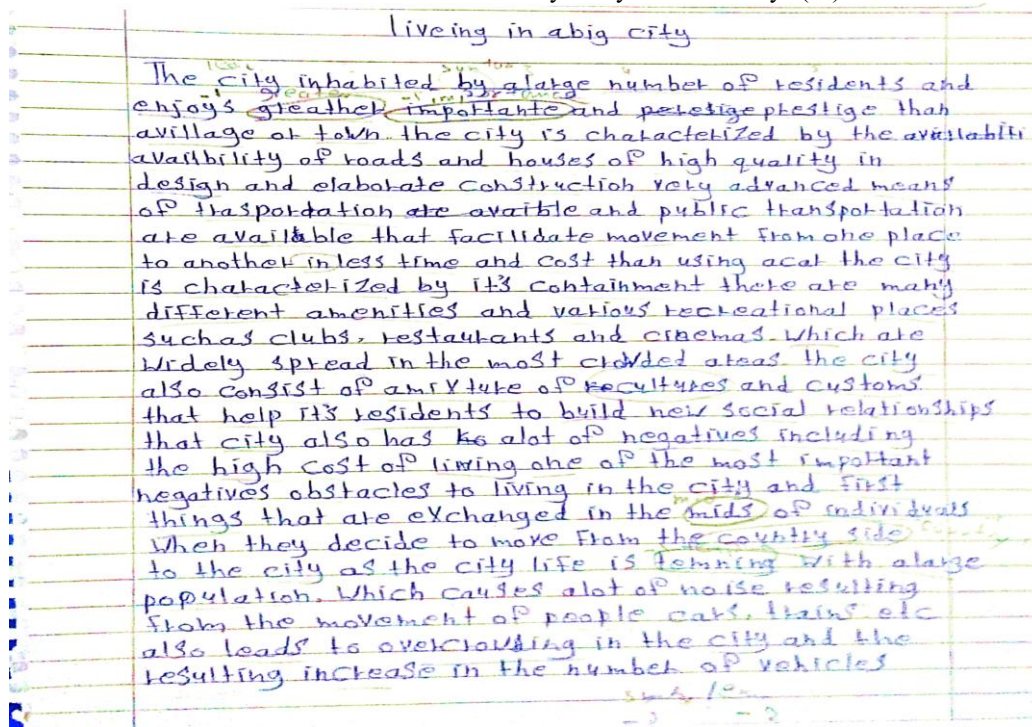 liveing in abig city
The city inhabited by alarge number of residents and
enjoys greather importante and peretige prestige than
avillage or town the city is characterized by the availabliti
availbility of roads and houses of high quality in
design and elaborate construction very advanced means
of trasportation are avaible and public transportation
are available that facilidate movement from one place
to another inless time and cost than using acar the city
is characterized by it's containment there are many
different amenities and various recreational places
suchas clubs, restaurants and cinemas. Which are
widely spread in the most crowded areas the city
also consist of amixture of recultures and customs
that help it's residents to build new social relationships
that city also has alot of negatives including
the high cost of liwing one of the most important
negatives obstacles to living in the city and first
things that are exchanged in the mids of individuals
When they decide to move from the country side
to the city as the city life is temning with alarge
population. Which causes alot of noise resulting
from the movement of people cars, trains etc
also leads to overcrowding in the city and the
resulting increase in the number of vehicles